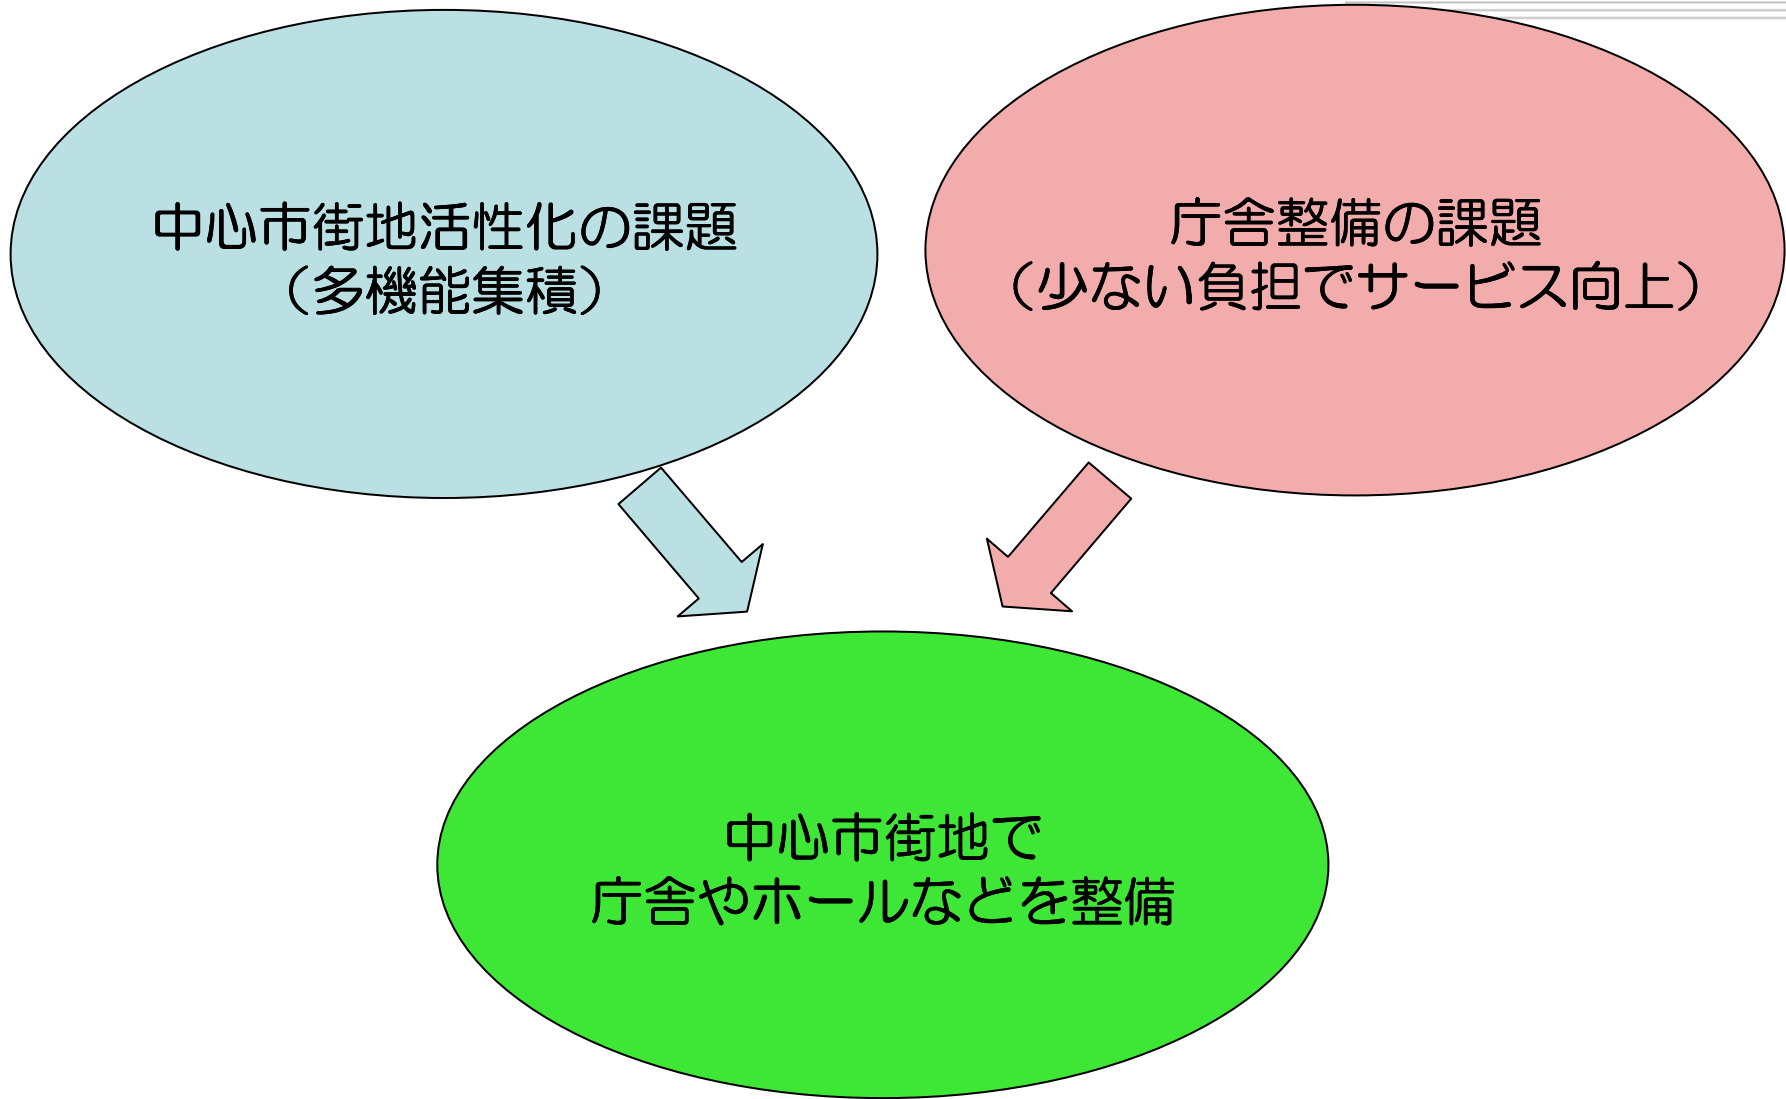 中心市街地活性化の課題
（多機能集積）
庁舎整備の課題
（少ない負担でサービス向上）
中心市街地で
庁舎やホールなどを整備